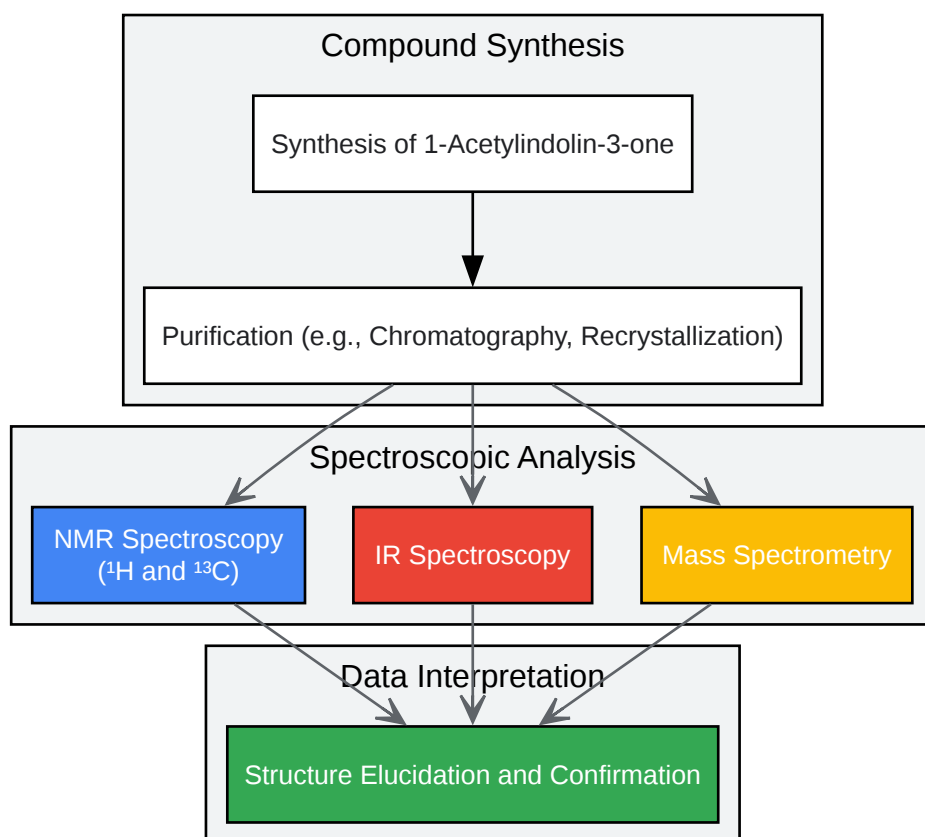 Compound Synthesis
Synthesis of 1-Acetylindolin-3-one
Purification (e.g., Chromatography, Recrystallization)
Spectroscopic Analysis
NMR Spectroscopy
(¹H and ¹³C)
IR Spectroscopy
Mass Spectrometry
Data Interpretation
Structure Elucidation and Confirmation